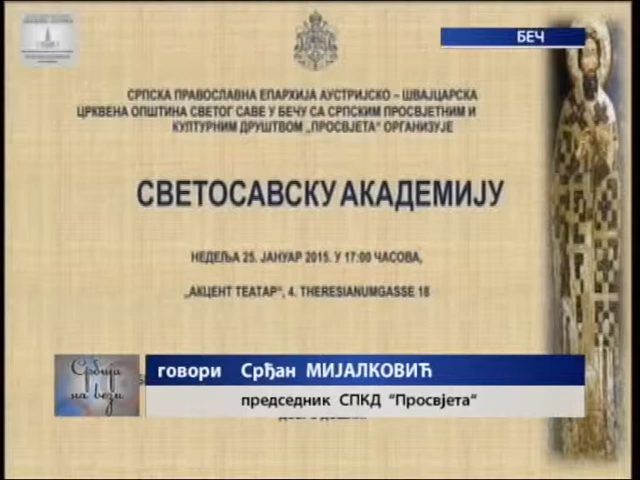 БЕЧ
СРПСКА ПРАВОСЛАВНА ЕПАРХИЈА АУСТРИЈСКО – ШВАЈЦАРСКА
ЦРКВЕНА ОПШТИНА СВЕТОГ САВЕ У БЕЧУ СА СРПСКИМ ПРОСВЈЕТНИМ И
КУЛТУРНИМ ДРУШТВОМ „ПРОСВЈЕТА“ ОРГАНИЗУЈЕ
СВЕТОСАВСКУ АКАДЕМИЈУ
НЕДЕЉА 25. ЈАНУАР 2015. У 17:00 ЧАСОВА,
„АКЦЕНТ ТЕАТАР“, 4. THERESIANUMGASSE 18
Србија
на вези
говори Срђан МИЈАЛКОВИЋ
председник СПКД “Просвјета“